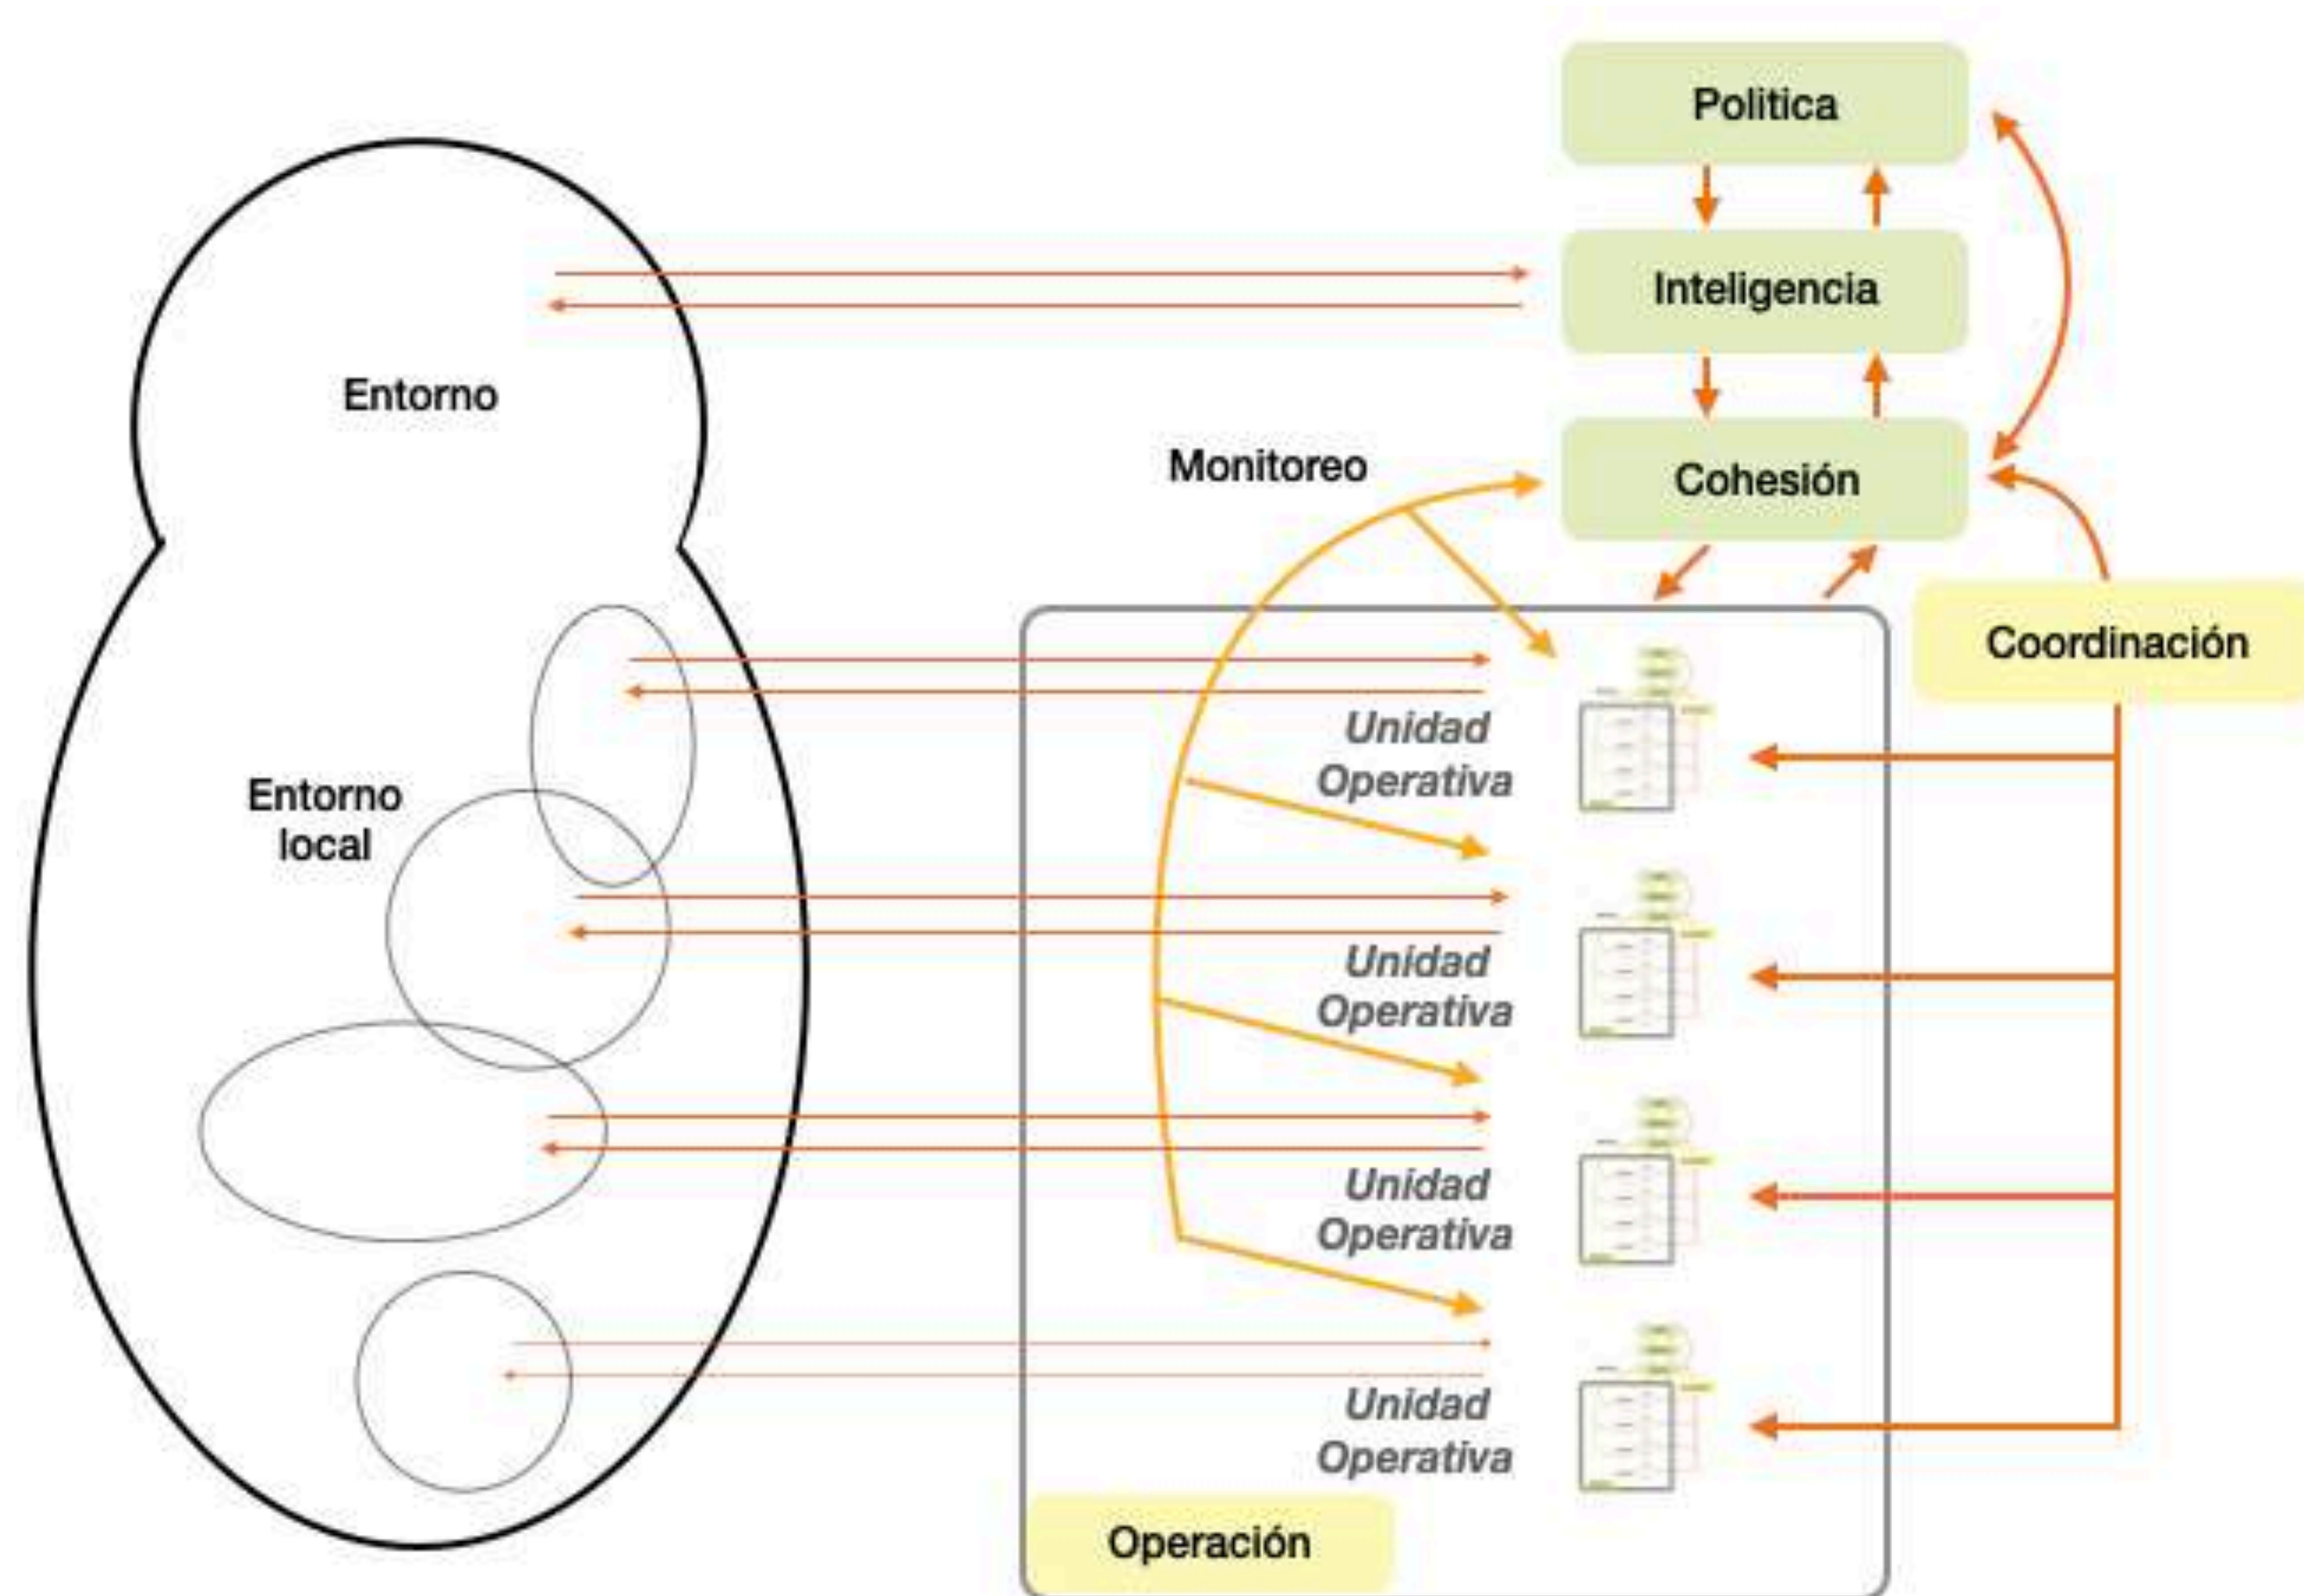 Politica
Inteligencia
Entorno
Monitoreo
Cohesión
Coordinación
Unidad
Operativa
Entorno
local
Unidad
Operativa
Unidad
Operativa
Unidad
Operativa
Operación